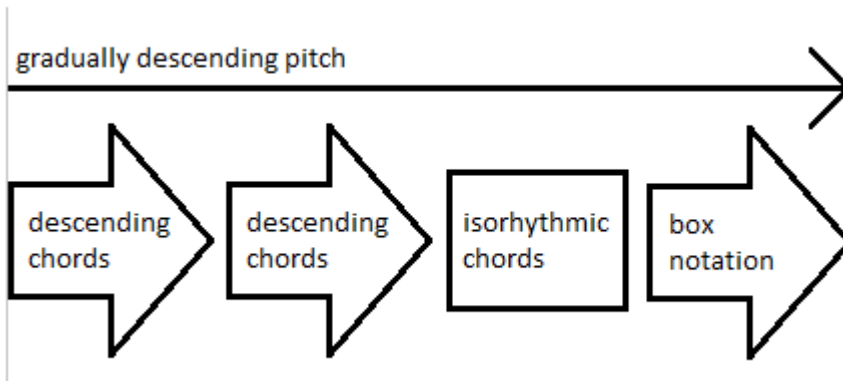 gradually descending pitch
descending
chords
descending
chords
isorhythmic
chords
box
notation